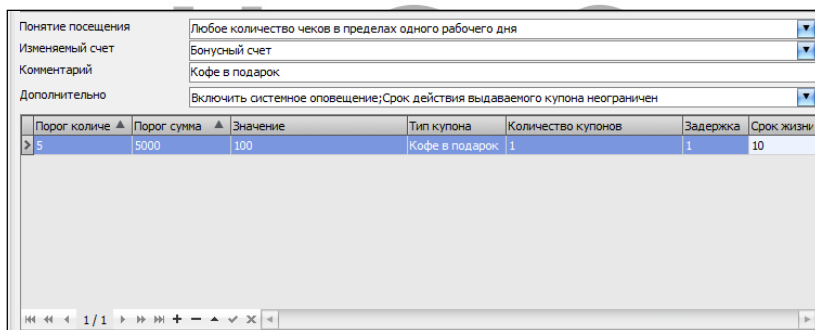 Понятие посещения Любое количество чеков в пределах одного рабочего дня
Изменяемый счет Бонусный счет
Комментарий Кофе в подарок
Дополнительно Включить системное оповещение;Срок действия выдаваемого купона неограничен
Порог количе Порог сумма Значение Тип купона Количество купонов Задержка Срок жизни
5 5000 100 Кофе в подарок 1 1 10
1 / 1